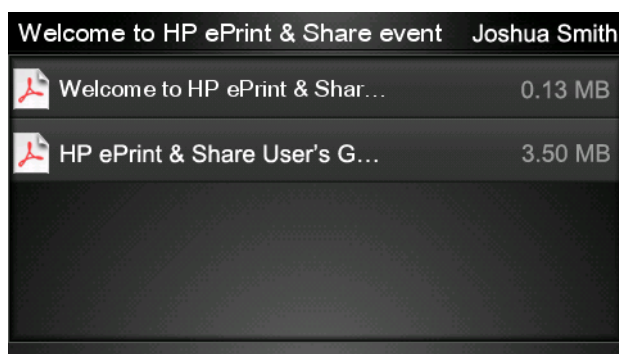 Welcome to HP ePrint & Share event Joshua Smith
Welcome to HP ePrint & Shar... 0.13 MB
HP ePrint & Share User's G... 3.50 MB